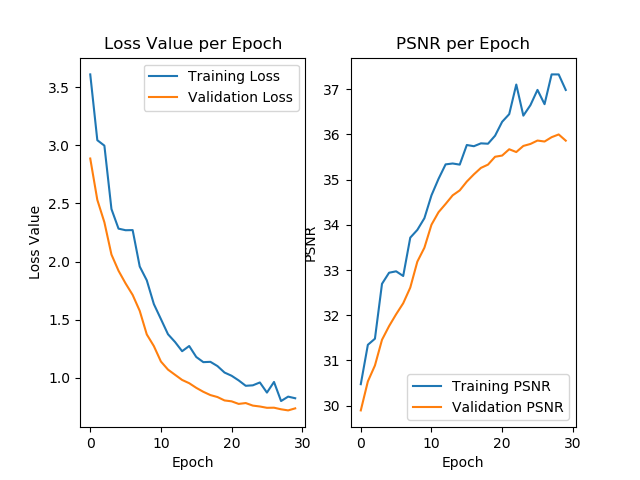 Loss Value per Epoch
Loss Value
3.5
3.0
2.5
2.0
1.5
1.0
Training Loss
Validation Loss
0
10
20
30
Epoch
PSNR per Epoch
PSNR
37
36
35
34
33
32
31
30
Training PSNR
Validation PSNR
0
10
20
30
Epoch